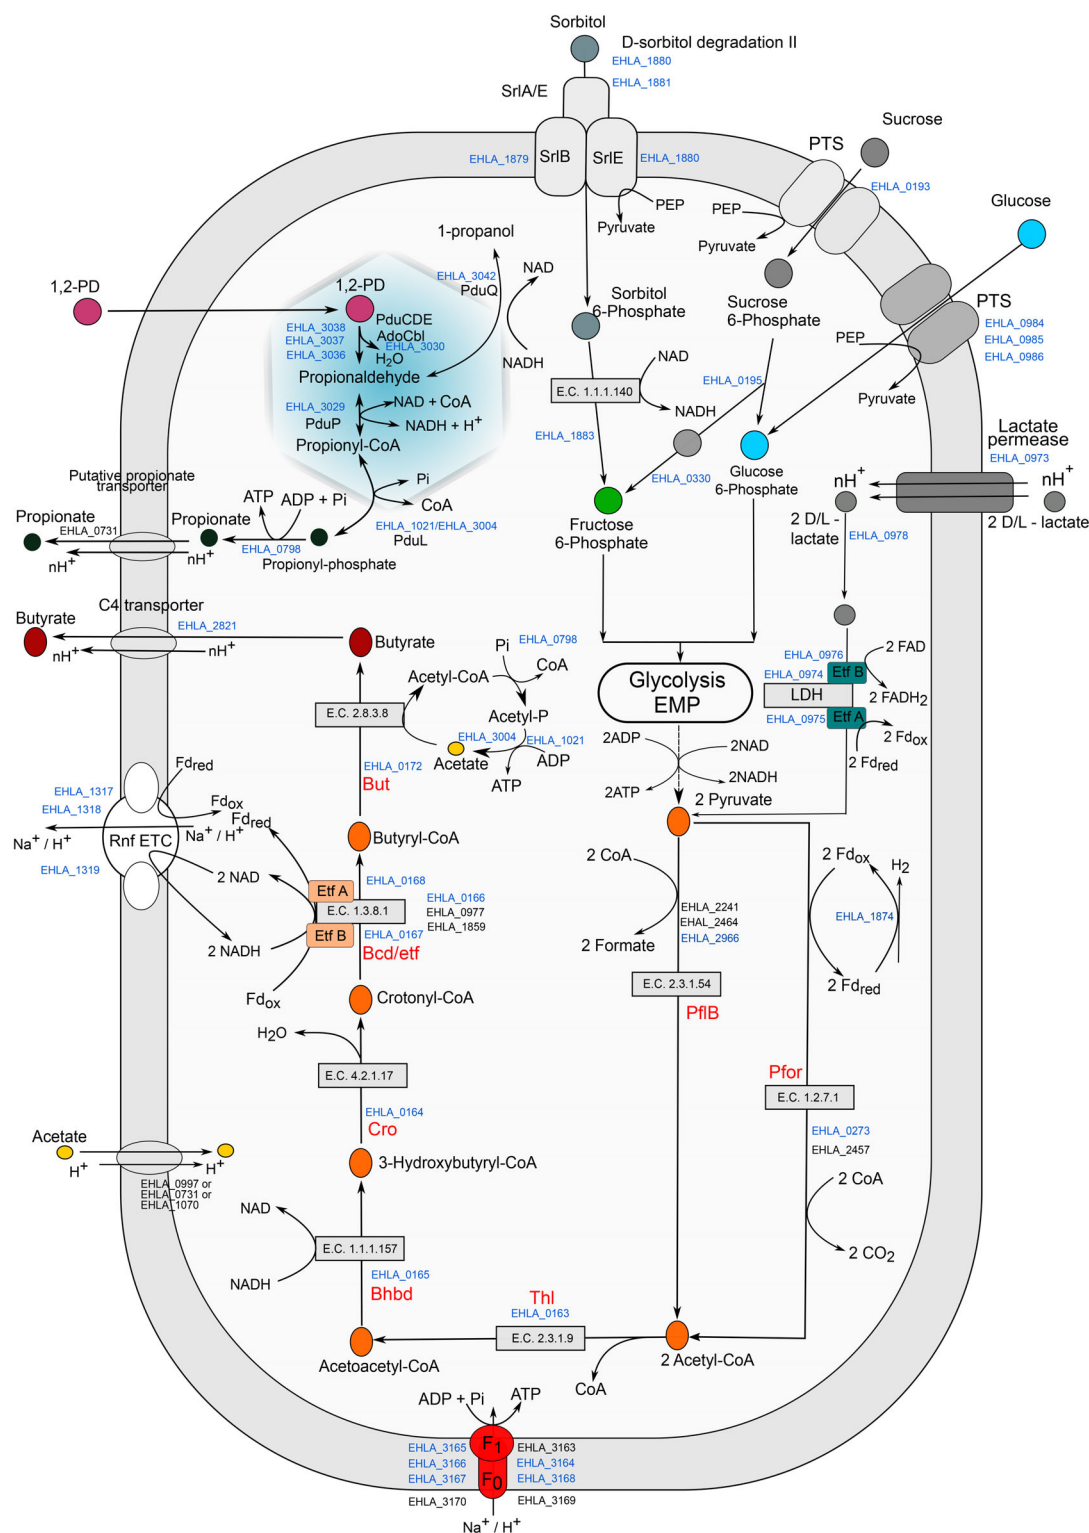 Sorbitol
D-sorbitol degradation II
EHLA_1880
EHLA_1881
SrlA/E
Sucrose
PTS
EHLA_1879
SrlB
SrlE
EHLA_1880
EHLA_0193
PEP
Pyruvate
PEP
Pyruvate
Glucose
1-propanol
NAD
EHLA_3042
PduQ
NADH
1,2-PD
1,2-PD
PduCDE
AdoCbl
EHLA_3038
EHLA_3037
EHLA_3036
EHLA_3030
H2O
Propionaldehyde
EHLA_3029
PduP
NAD + CoA
NADH + H+
Propionyl-CoA
Sorbitol
6-Phosphate
Sucrose
6-Phosphate
PTS
EHLA_0984
EHLA_0985
EHLA_0986
PEP
Pyruvate
NAD
E.C. 1.1.1.140
NADH
EHLA_0195
EHLA_1883
EHLA_0330
Glucose
6-Phosphate
Fructose
6-Phosphate
Lactate
permease
EHLA_0973
nH+
nH+
2 D/L -
lactate
2 D/L - lactate
EHLA_0978
Putative propionate
transporter
Pi
CoA
ATP
ADP + Pi
Propionate
EHLA_0731
Propionate
EHLA_1021/EHLA_3004
PduL
EHLA_0798
Propionyl-phosphate
nH+
nH+
C4 transporter
Butyrate
EHLA_2821
Butyrate
nH+
nH+
Pi
EHLA_0798
CoA
Acetyl-CoA
E.C. 2.8.3.8
Acetyl-P
EHLA_3004
EHLA_1021
Acetate
ADP
ATP
EHLA_0172
But
Glycolysis
EMP
EHLA_0976
EHLA_0974
Etf B
LDH
EHLA_0975
Etf A
2 FAD
2 FADH2
2 Fdox
2 Fdred
2ADP
2NAD
2NADH
2ATP
2 Pyruvate
Fdred
EHLA_1317
EHLA_1318
Fdox
Fdred
Na+ / H+
Rnf ETC
Na+ / H+
EHLA_1319
2 NAD
2 NADH
Butyryl-CoA
EHLA_0168
Etf A
E.C. 1.3.8.1
Etf B
EHLA_0166
EHLA_0977
EHLA_1859
EHLA_0167
Bcd/etf
Fdox
Crotonyl-CoA
2 CoA
2 Formate
EHLA_2241
EHAL_2464
EHLA_2966
E.C. 2.3.1.54
PflB
2 Fdox
H2
EHLA_1874
2 Fdred
H2O
E.C. 4.2.1.17
EHLA_0164
Cro
Pfor
E.C. 1.2.7.1
EHLA_0273
EHLA_2457
2 CoA
2 CO2
Acetate
H+
H+
EHLA_0997 or
EHLA_0731 or
EHLA_1070
3-Hydroxybutyryl-CoA
NAD
E.C. 1.1.1.157
NADH
EHLA_0165
Bhbd
Thl
EHLA_0163
E.C. 2.3.1.9
Acetoacetyl-CoA
2 Acetyl-CoA
CoA
ADP + Pi
ATP
F1
F0
EHLA_3165
EHLA_3163
EHLA_3166
EHLA_3164
EHLA_3167
EHLA_3168
EHLA_3170
EHLA_3169
Na+ / H+